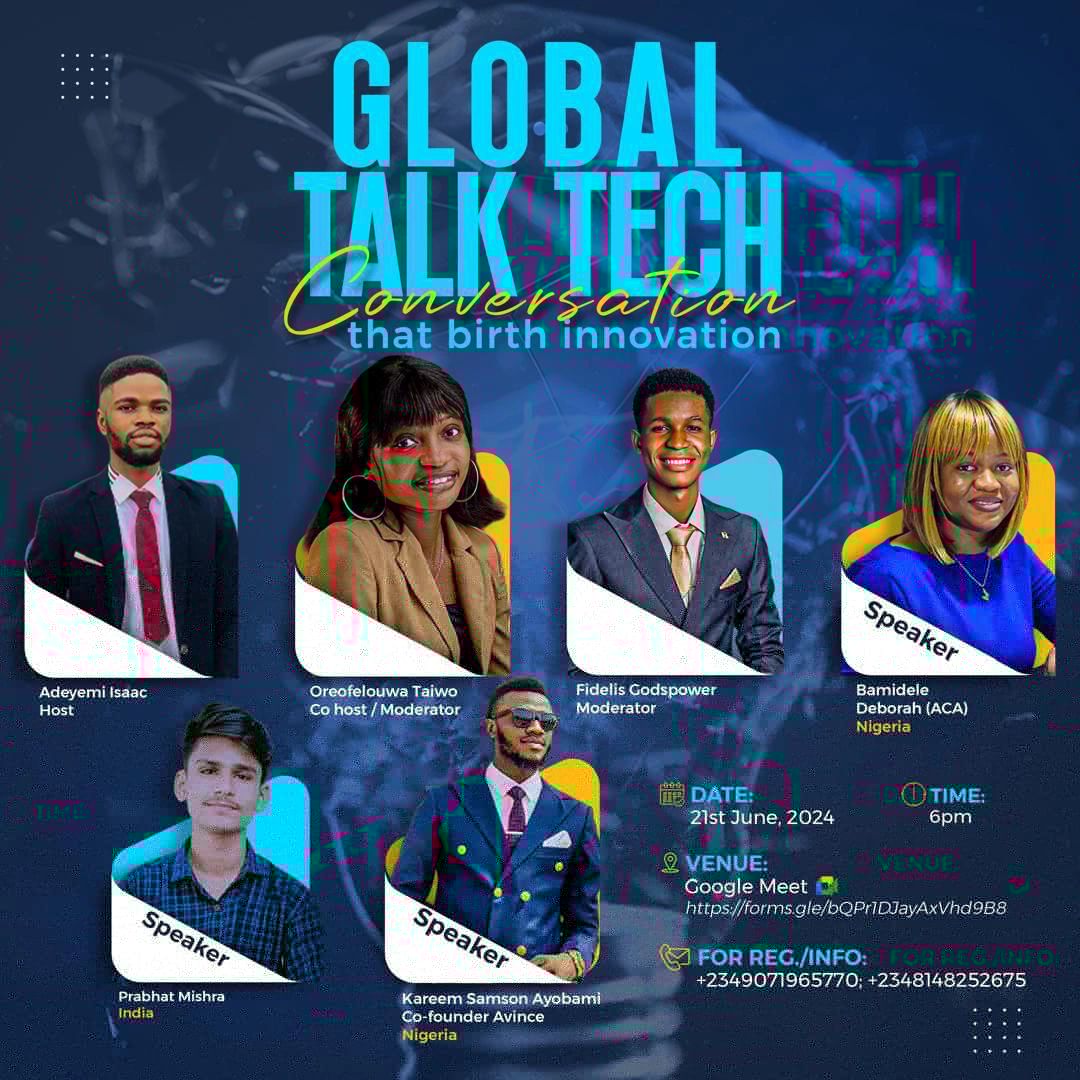 GLOBAL
TALK TECH
Conversation
that birth innovation
Adeyemi Isaac
Host
Oreofelouwa Taiwo
Co host / Moderator
Fidelis Godspower
Moderator
Speaker
Bamidele
Deborah (ACA)
Nigeria
Speaker
Prabhat Mishra
India
Speaker
Kareem Samson Ayobami
Co-founder Avince
Nigeria
DATE:
21st June, 2024
TIME:
6pm
VENUE:
Google Meet
https://forms.gle/bQPr1DJayAxVhd9B8
FOR REG./INFO:
+2349071965770; +2348148252675